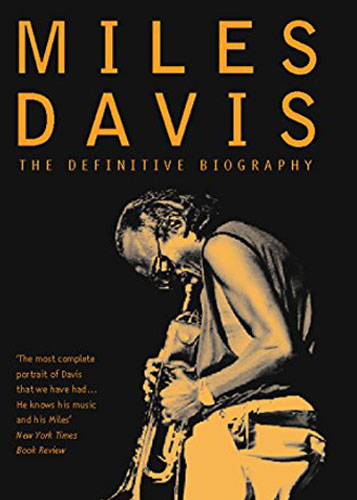 MILES
DAVIS
THE DEFINITIVE BIOGRAPHY
'The most complete
portrait of Davis
that we have had...
He knows his music
and his Miles'
New York Times
Book Review